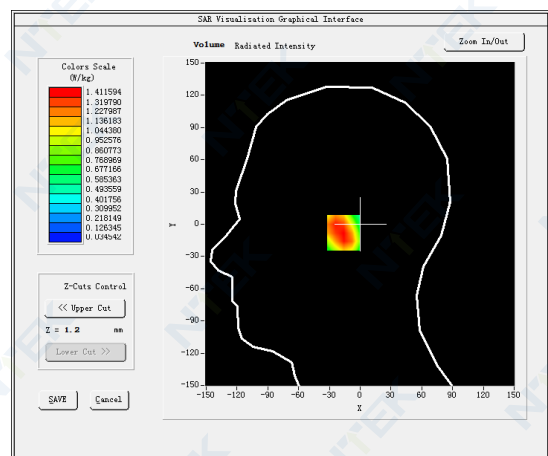 SAR Visualisation Graphical Interface
Volume Radiated Intensity
Zoom In/Out
Colors Scale
(W/kg)
1.411594
1.319790
1.227987
1.136183
1.044380
0.952576
0.860773
0.768969
0.677166
0.585363
0.493559
0.401756
0.309952
0.218149
0.126345
0.034542
Z-Cuts Control
<< Upper Cut
Z = 1.2 mm
Lower Cut >>
SAVE
Cancel
Y
150
120
90
60
30
0
-30
-60
-90
-120
-150
-150 -120 -90 -60 -30 0 30 60 90 120 150
X
NTEK